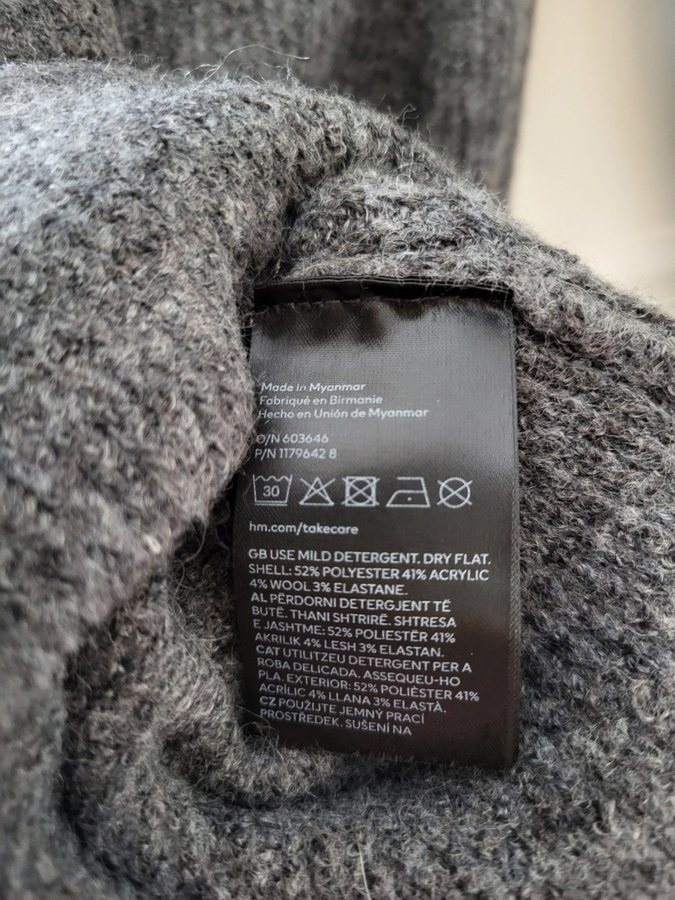 Made in Myanmar
Fabriqué en Birmanie
Hecho en Unión de Myanmar
O/N 603646
P/N 1179642 8
30
hm.com/takecare
GB USE MILD DETERGENT. DRY FLAT.
SHELL: 52% POLYESTER 41% ACRYLIC
4% WOOL 3% ELASTANE.
AL PËRDORNI DETERGJENT TË
BUTË. THANI SHTRIRË. SHTRESA
E JASHTME: 52% POLIESTËR 41%
AKRILIK 4% LESH 3% ELASTAN.
CAT UTILITZEU DETERGENT PER A
ROBA DELICADA. ASSEQUEU-HO
PLA. EXTERIOR: 52% POLIÈSTER 41%
ACRÍLIC 4% LLANA 3% ELASTÀ.
CZ POUŽIJTE JEMNÝ PRACÍ
PROSTŘEDEK. SUŠENÍ NA